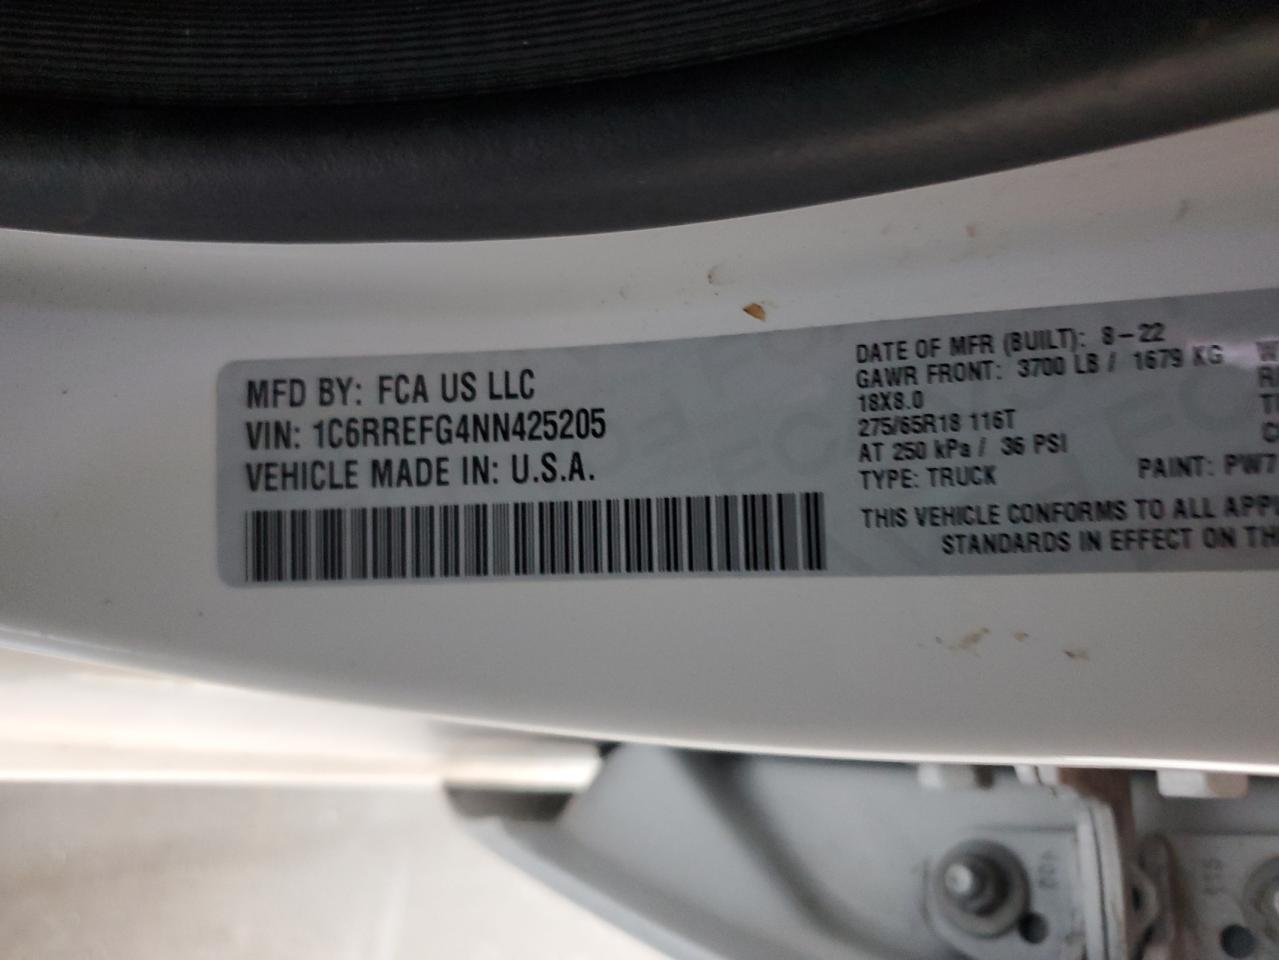 MFD BY: FCA US LLC
VIN: 1C6RREFG4NN425205
VEHICLE MADE IN: U.S.A.
DATE OF MFR (BUILT): 8-22
GAWR FRONT: 3700 LB / 1679 KG
18X8.0
275/65R18 116T
AT 250 kPa / 36 PSI
TYPE: TRUCK PAINT: PW7
THIS VEHICLE CONFORMS TO ALL
STANDARDS IN EFFECT ON